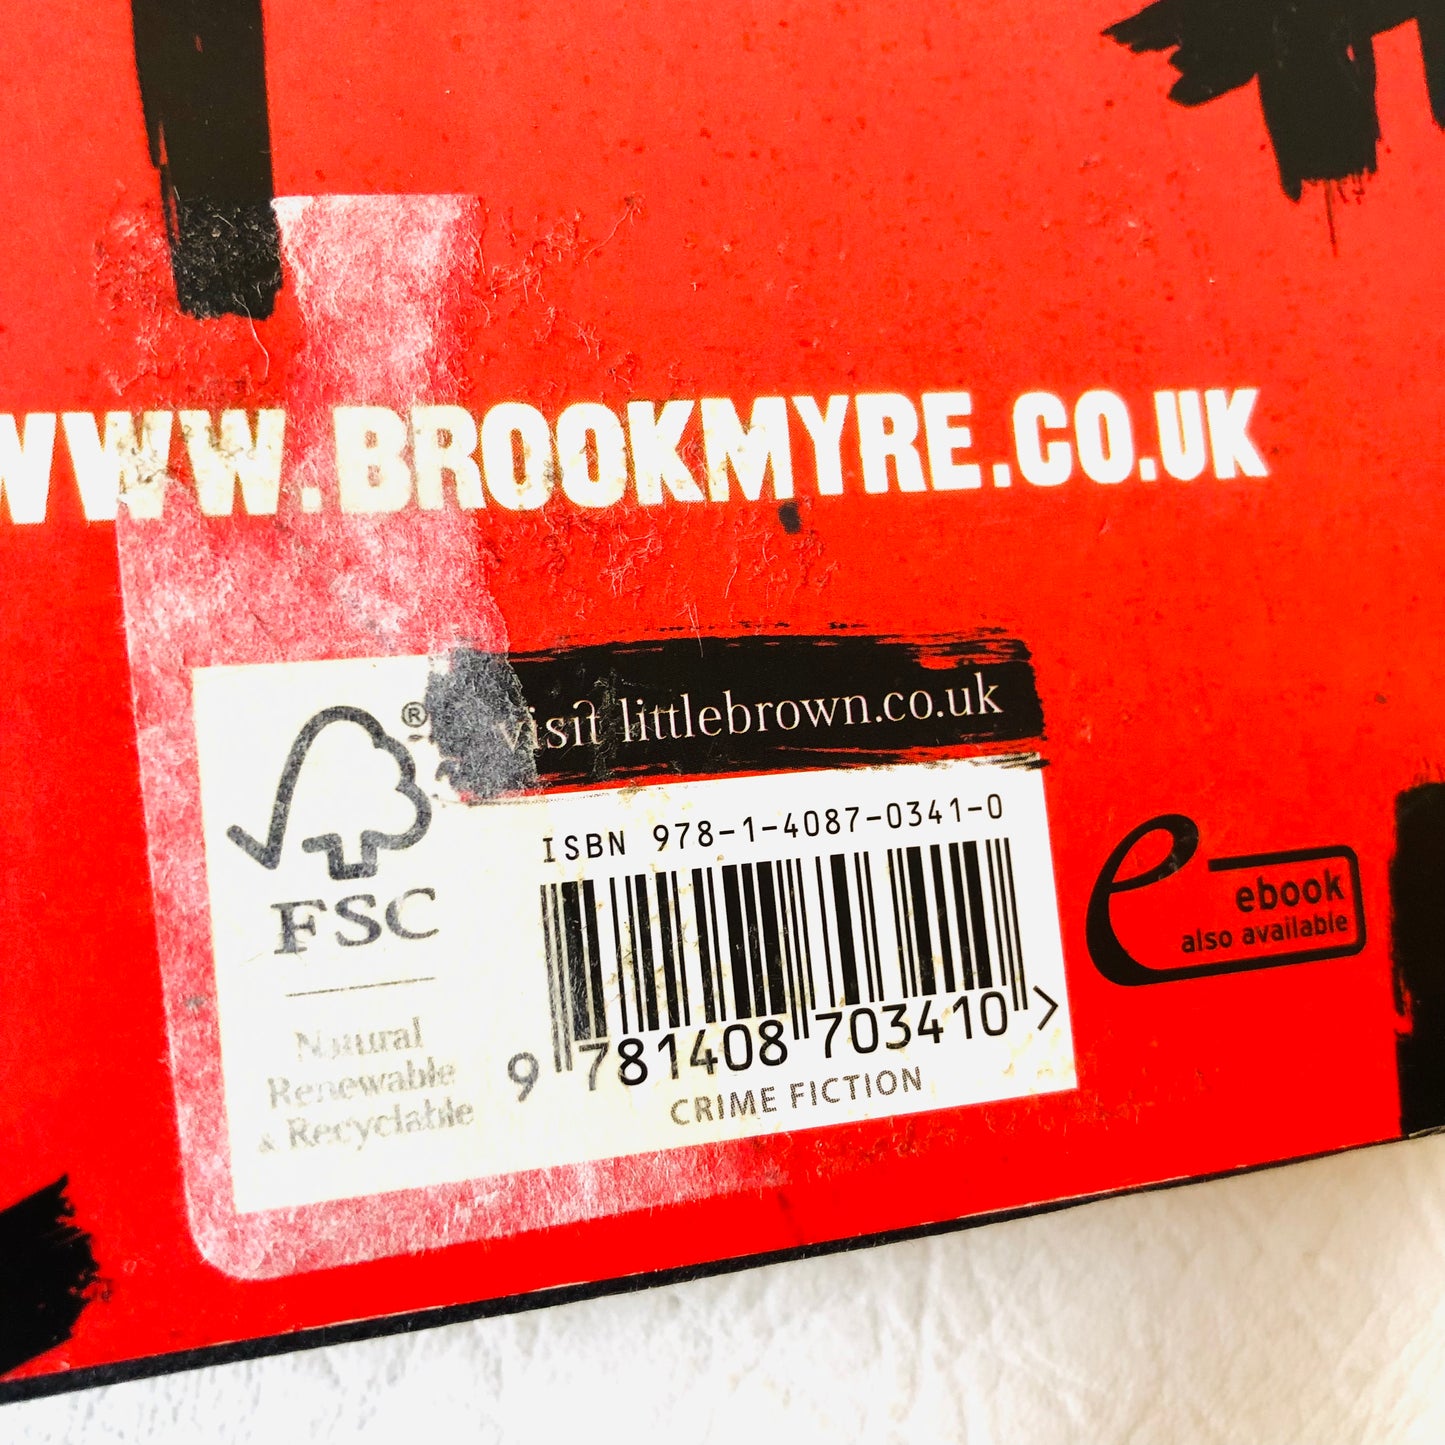 WWW.BROOKMYRE.CO.UK
visit littlebrown.co.uk
®
FSC
Natural
Renewable
& Recyclable
ISBN 978-1-4087-0341-0
9 781408 703410 >
CRIME FICTION
e
ebook
also available